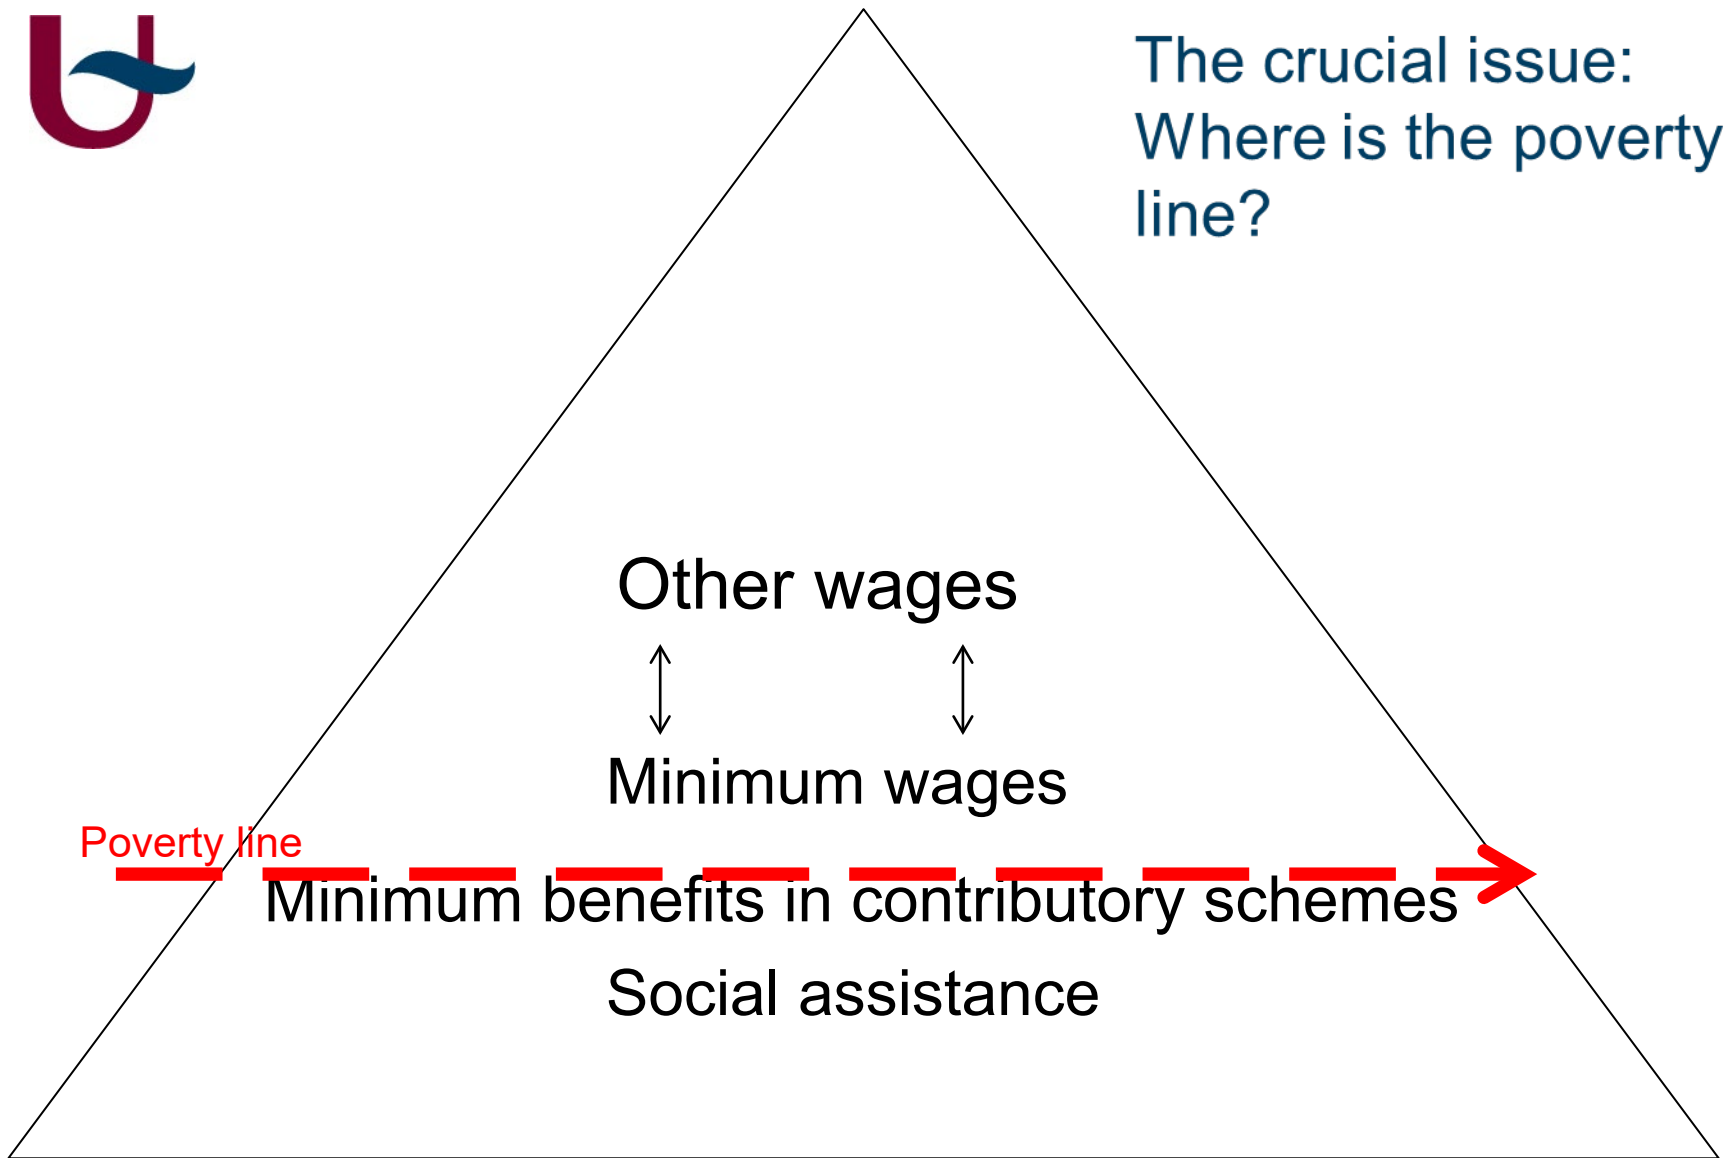 The crucial issue:
Where is the poverty
line?
Other wages
Minimum wages
Poverty line
Minimum benefits in contributory schemes
Social assistance